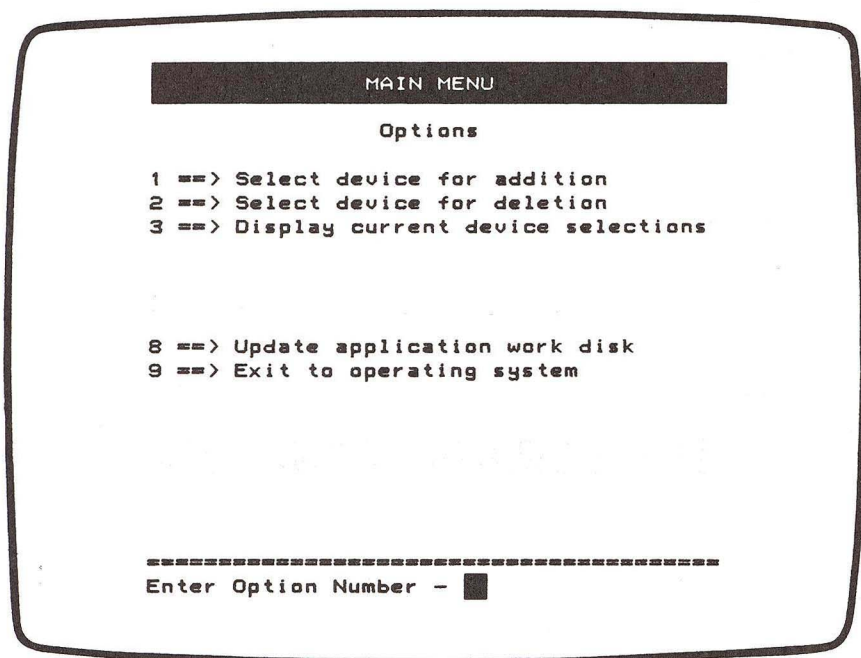 MAIN MENU
Options
1 ==> Select device for addition
2 ==> Select device for deletion
3 ==> Display current device selections
8 ==> Update application work disk
9 ==> Exit to operating system
========================================
Enter Option Number -